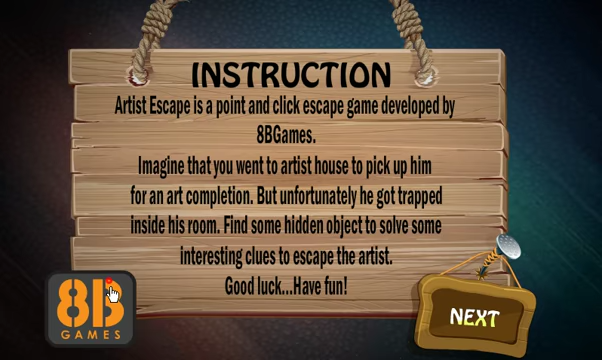 INSTRUCTION
Artist Escape is a point and click escape game developed by
8BGames.
Imagine that you went to artist house to pick up him
for an art completion. But unfortunately he got trapped
inside his room. Find some hidden object to solve some
interesting clues to escape the artist.
Good luck...Have fun!
8B
GAMES
NEXT